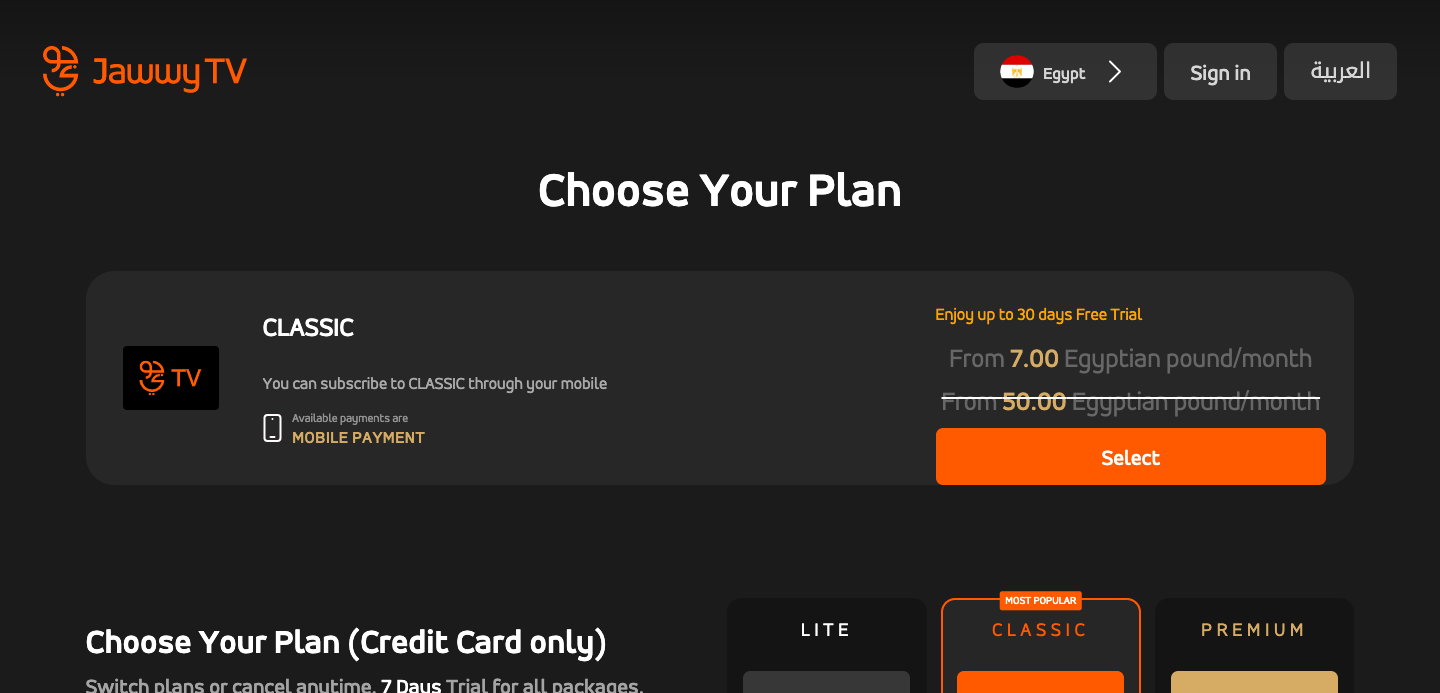 Jawwy TV
Egypt
Sign in
العربية
Choose Your Plan
CLASSIC
You can subscribe to CLASSIC through your mobile
Available payments are
MOBILE PAYMENT
TV
Enjoy up to 30 days Free Trial
From 7.00 Egyptian pound/month
From 50.00 Egyptian pound/month
Select
Choose Your Plan (Credit Card only)
Switch plans or cancel anytime. 7 Days Trial for all packages.
LITE
MOST POPULAR
CLASSIC
PREMIUM